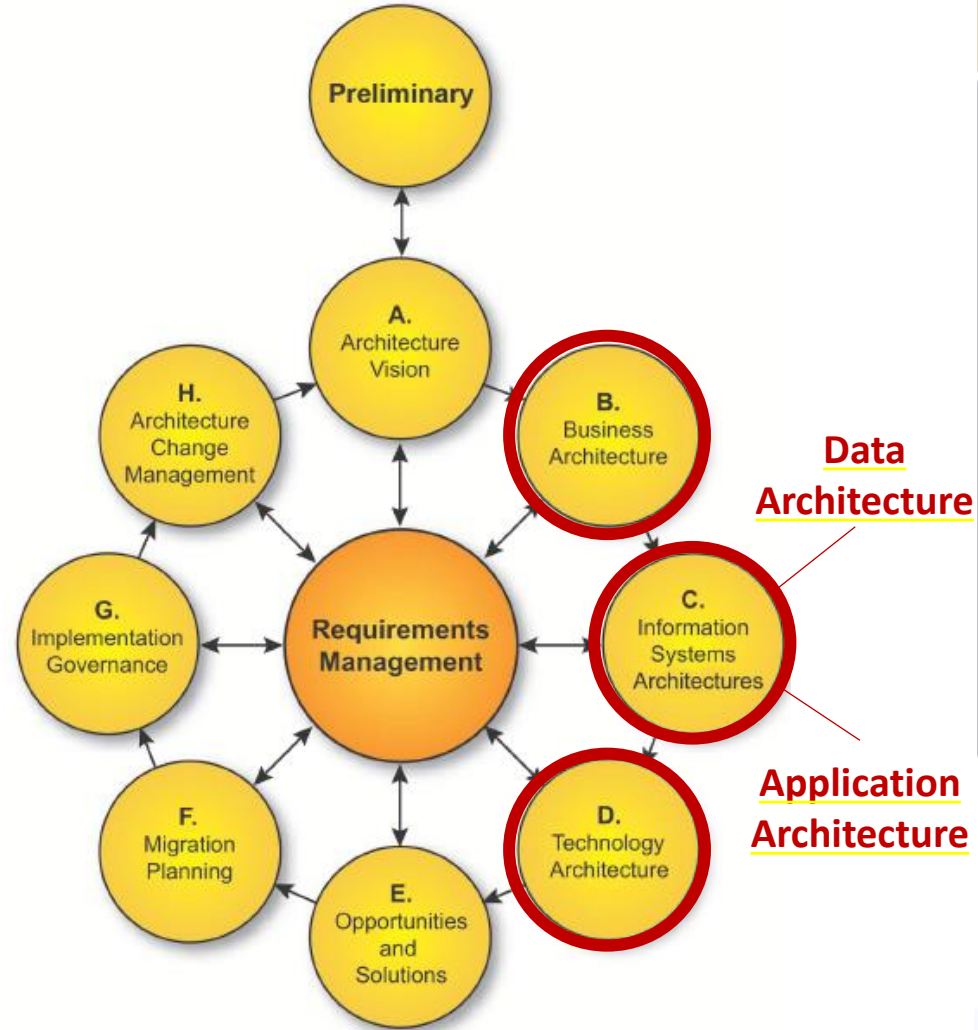 Preliminary
A.
Architecture
Vision
B.
Business
Architecture
Data
Architecture
C.
Information
Systems
Architectures
Application
Architecture
D.
Technology
Architecture
E.
Opportunities
and
Solutions
F.
Migration
Planning
G.
Implementation
Governance
H.
Architecture
Change
Management
Requirements
Management